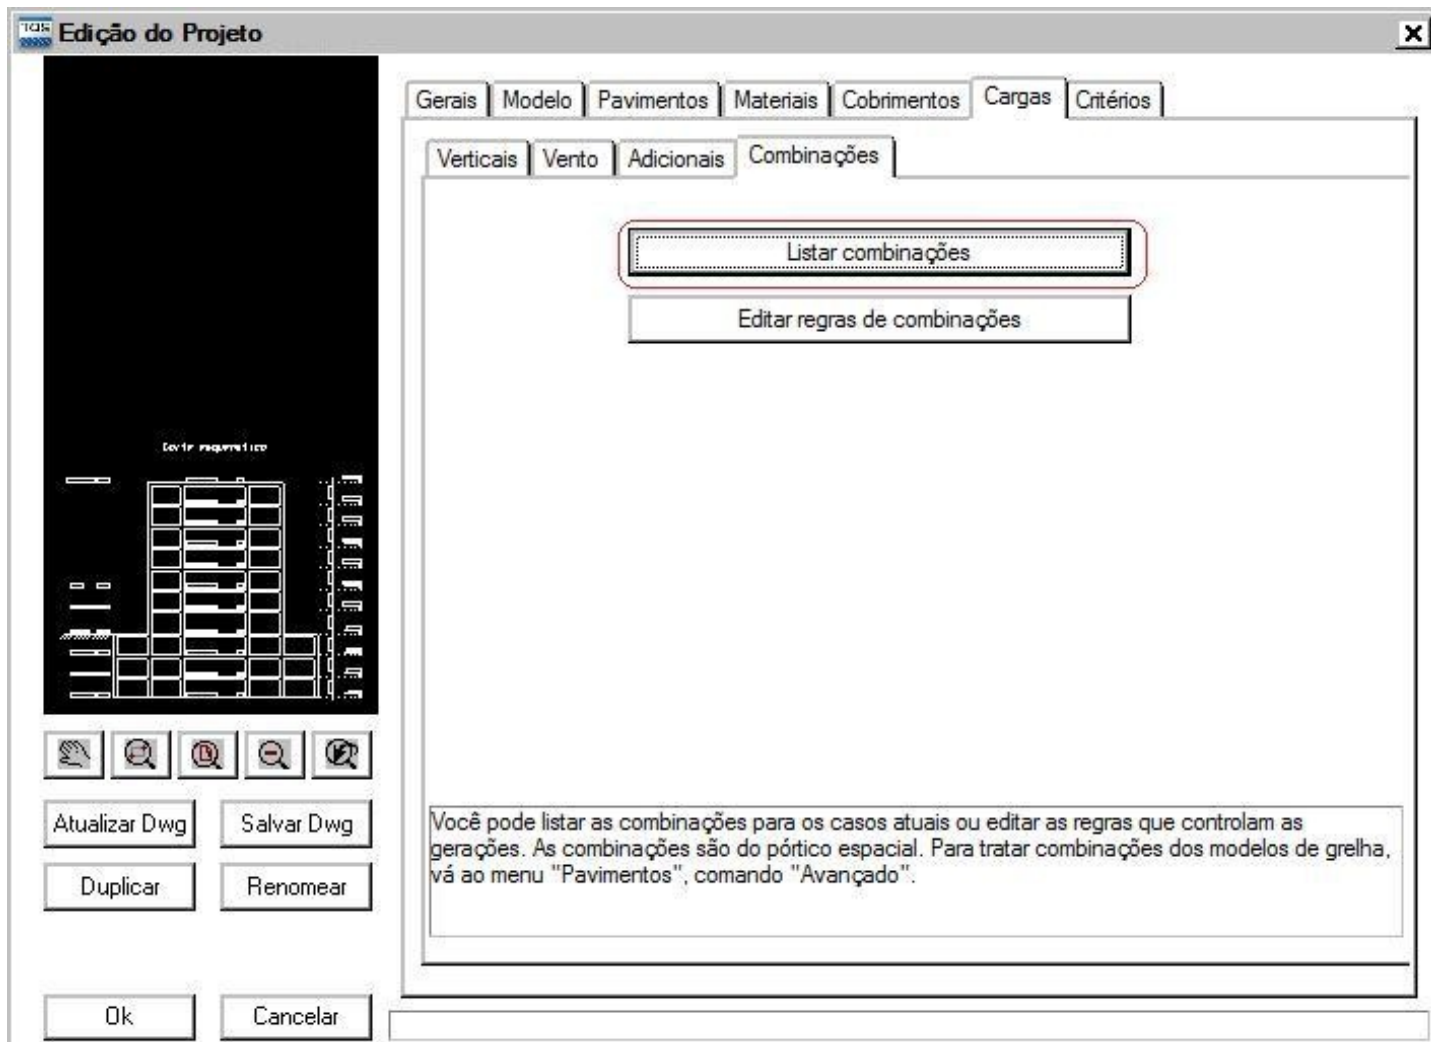 TQS Edição do Projeto
Gerais Modelo Pavimentos Materiais Cobrimentos Cargas Critérios
Verticais Vento Adicionais Combinações
Listar combinações
Editar regras de combinações
Atualizar Dwg Salvar Dwg
Duplicar Renomear
Você pode listar as combinações para os casos atuais ou editar as regras que controlam as
gerações. As combinações são do pórtico espacial. Para tratar combinações dos modelos de grelha,
vá ao menu "Pavimentos", comando "Avançado".
Ok Cancelar